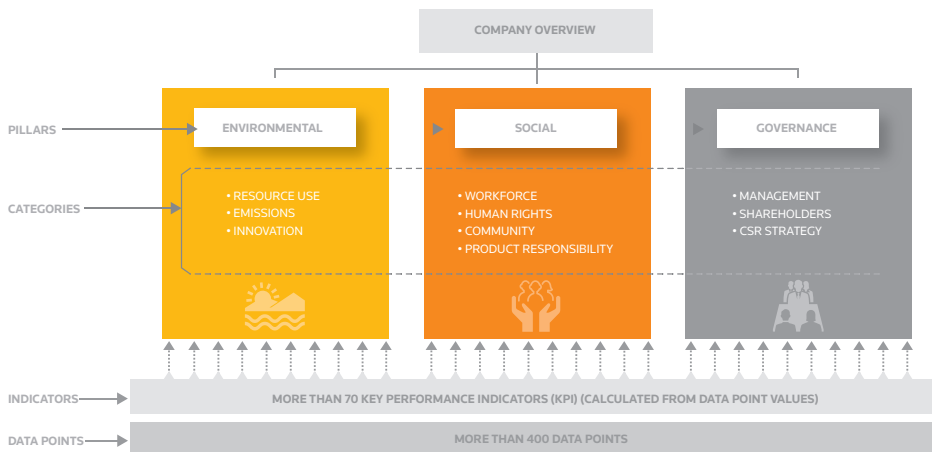 COMPANY OVERVIEW
PILLARS
ENVIRONMENTAL
SOCIAL
GOVERNANCE
CATEGORIES
• RESOURCE USE
• EMISSIONS
• INNOVATION
• WORKFORCE
• HUMAN RIGHTS
• COMMUNITY
• PRODUCT RESPONSIBILITY
• MANAGEMENT
• SHAREHOLDERS
• CSR STRATEGY
INDICATORS
MORE THAN 70 KEY PERFORMANCE INDICATORS (KPI) (CALCULATED FROM DATA POINT VALUES)
DATA POINTS
MORE THAN 400 DATA POINTS